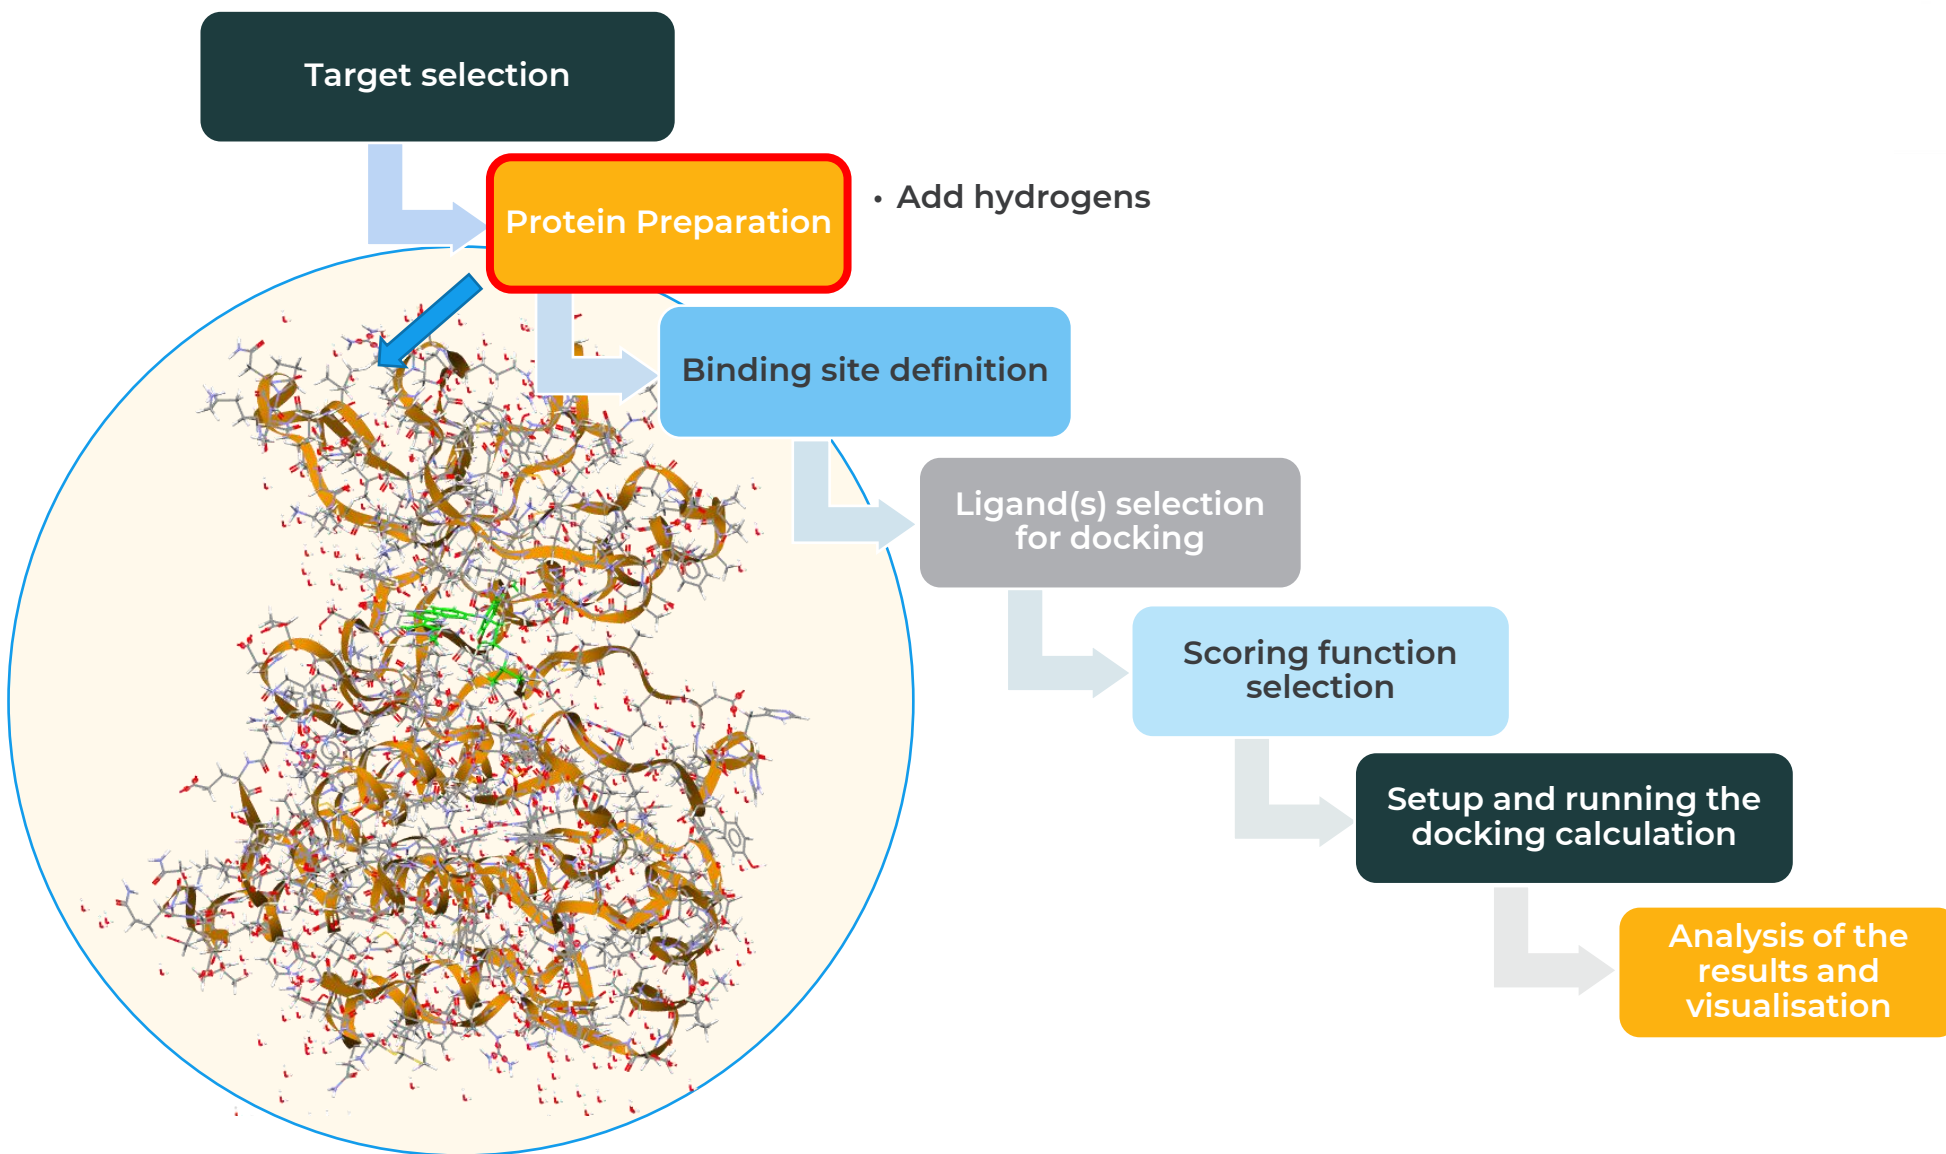 Target selection
Protein Preparation
• Add hydrogens
Binding site definition
Ligand(s) selection
for docking
Scoring function
selection
Setup and running the
docking calculation
Analysis of the
results and
visualisation